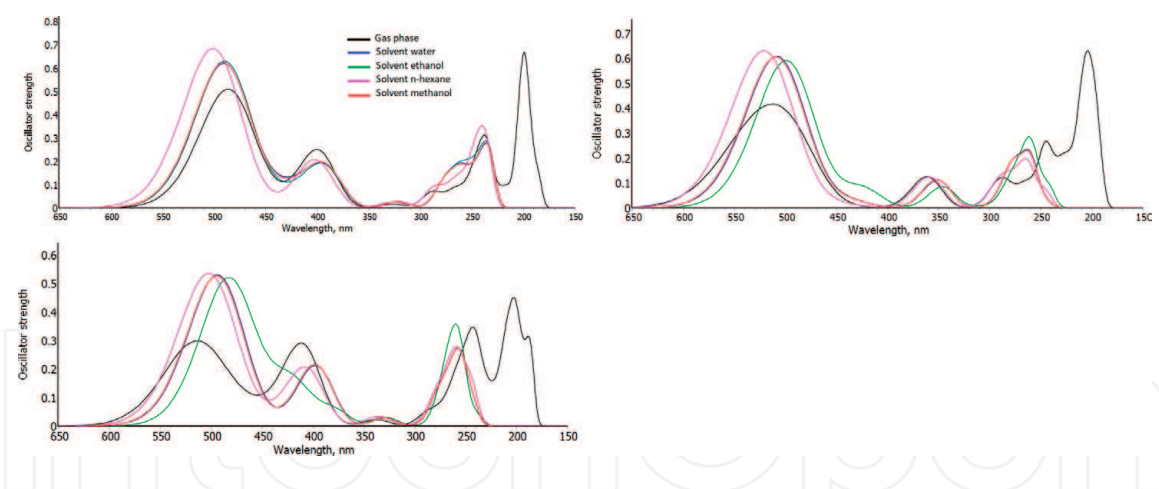 0.8
0.7
0.6
0.5
0.4
0.3
0.2
0.1
0
Oscillator strength
Gas phase
Solvent water
Solvent ethanol
Solvent n-hexane
Solvent methanol
650 600 550 500 450 400 350 300 250 200 150
Wavelength, nm
0.7
0.6
0.5
0.4
0.3
0.2
0.1
0
Oscillator strength
650 600 550 500 450 400 350 300 250 200 150
Wavelength, nm
0.6
0.5
0.4
0.3
0.2
0.1
0
Oscillator strength
650 600 550 500 450 400 350 300 250 200 150
Wavelength, nm